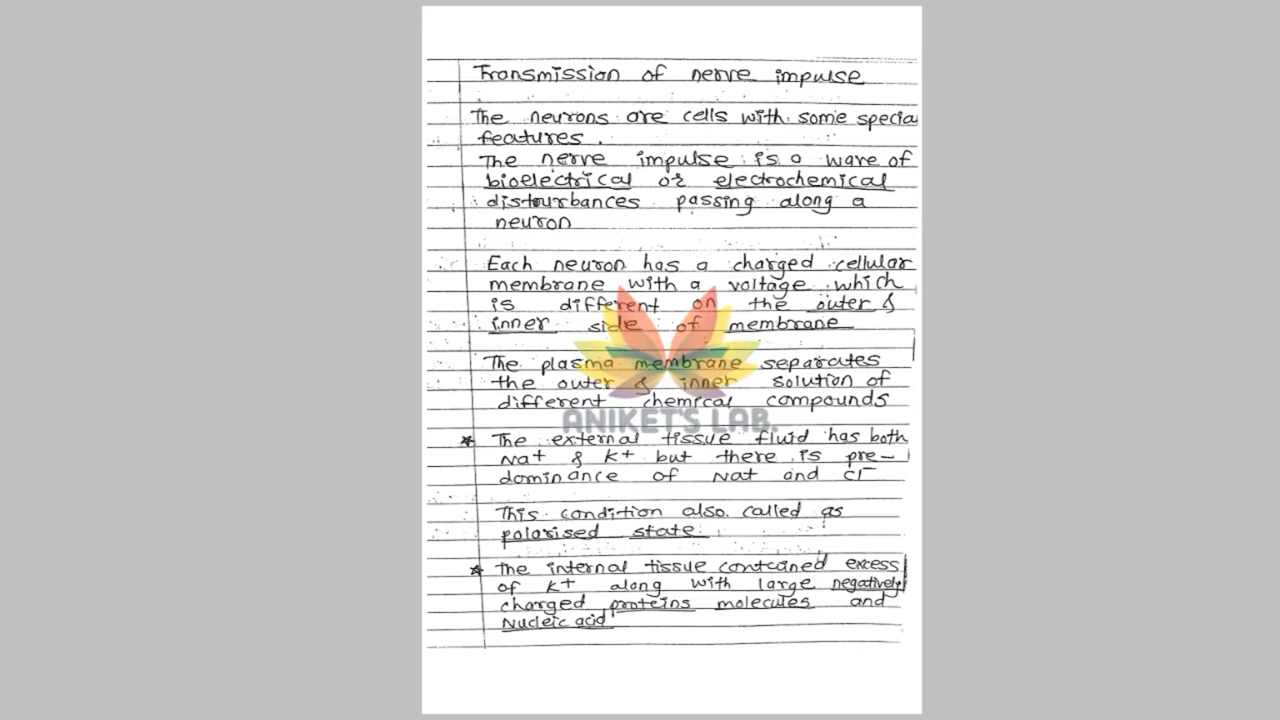 Transmission of nerve impulse
The neurons are cells with some specia
features.
The nerve impulse is a wave of
bioelectrical or electrochemical
distourbances passing along a
neuron
Each neuron has a charged cellular
membrane with a voltage which
is different on the outer &
inner side of membrane
The plasma membrane separates
the outer & inner solution of
different chemical compounds
ANIKET'S LAB.
* The external tissue fluid has both
Na+ & K+ but there is pre-
dominance of Na+ and Cl-
This condition also called as
polarised state
* The internal tissue contained excess
of K+ along with large negatively
charged proteins molecules and
Nucleic acid